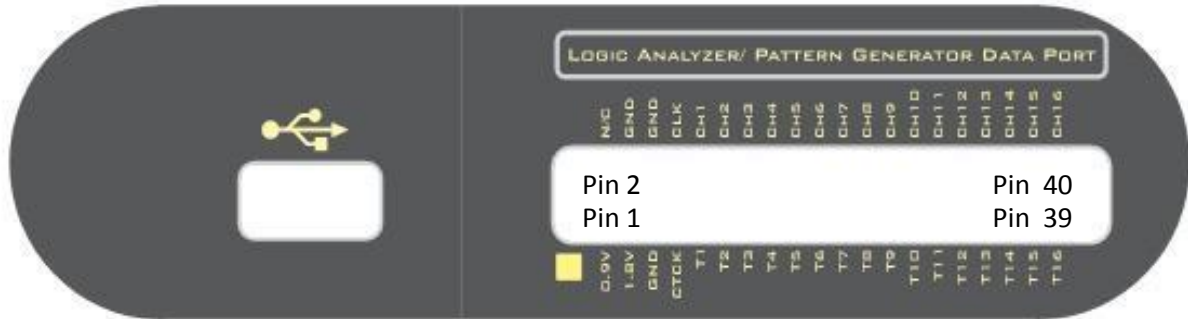 LOGIC ANALYZER/ PATTERN GENERATOR DATA PORT
N/C GND GND CLK CH1 CH2 CH3 CH4 CH5 CH6 CH7 CH8 CH9 CH10 CH11 CH12 CH13 CH14 CH15 CH16
Pin 2 Pin 40
Pin 1 Pin 39
0.9V 1.8V GND CTCK T1 T2 T3 T4 T5 T6 T7 T8 T9 T10 T11 T12 T13 T14 T15 T16